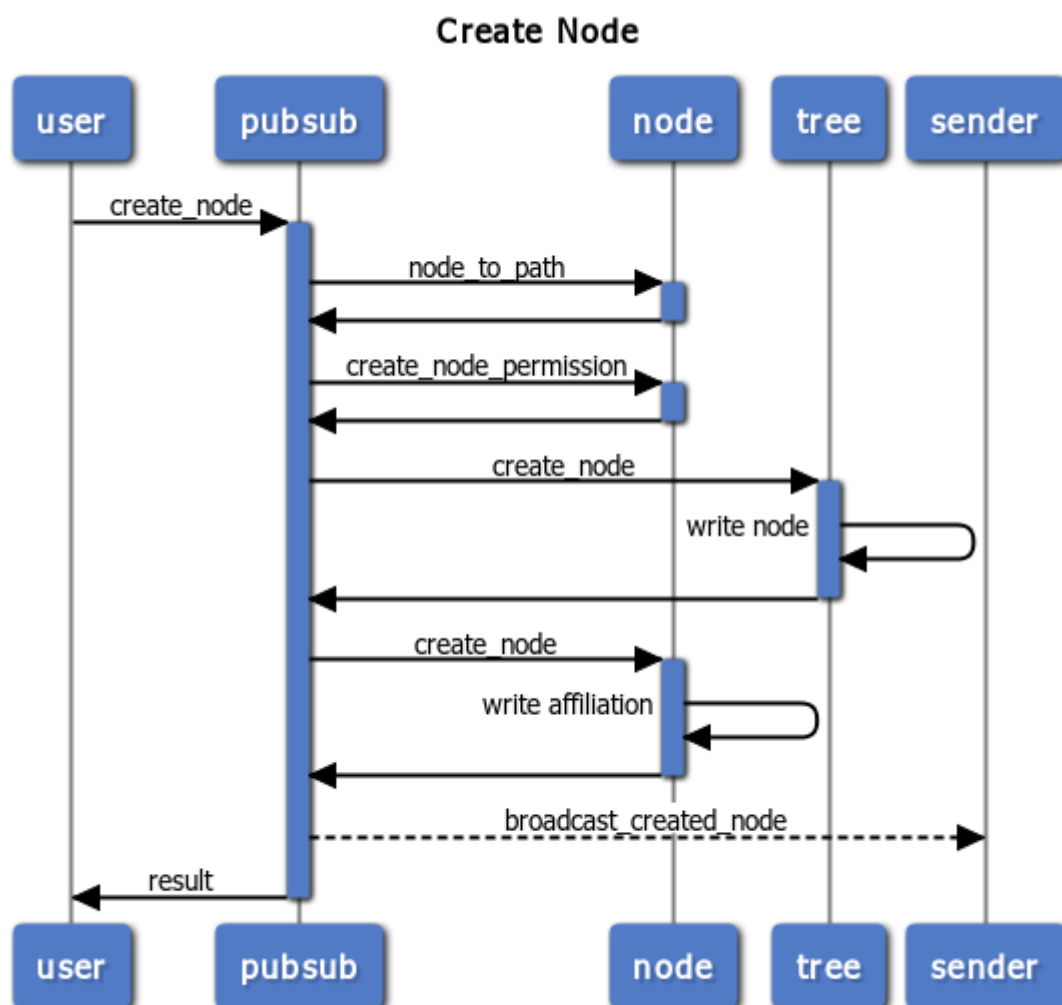 Create Node
user pubsub node tree sender
create_node
node_to_path
create_node_permission
create_node
write node
create_node
write affiliation
broadcast_created_node
result
user pubsub node tree sender